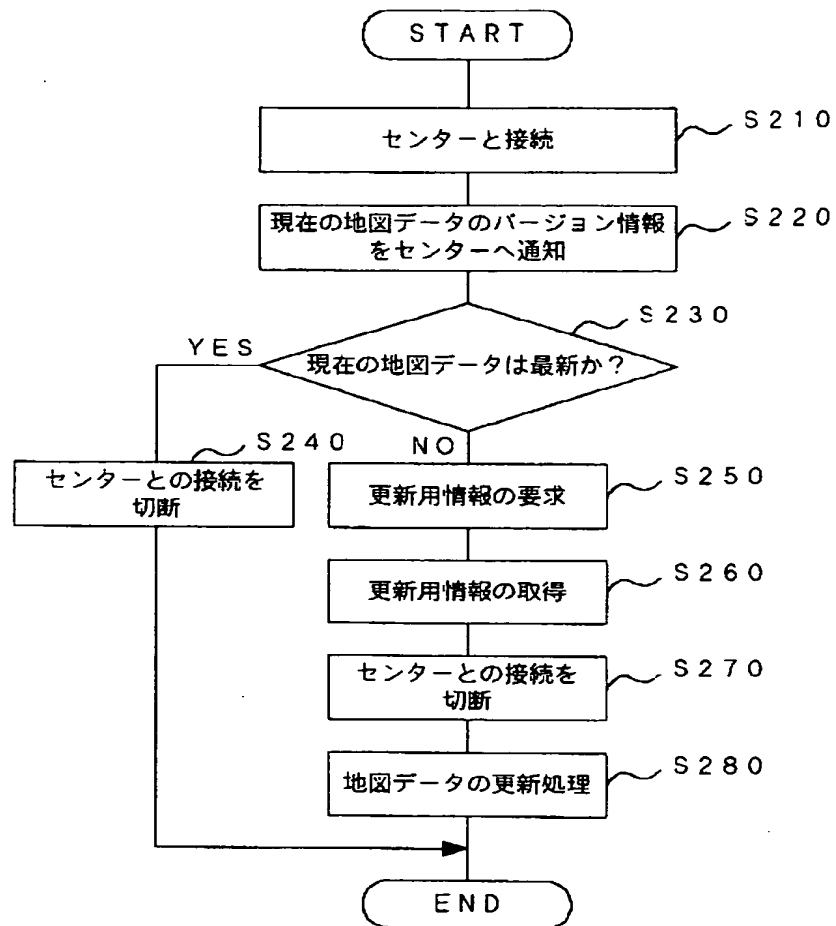 ＳＴＡＲＴ
センターと接続
Ｓ２１０
現在の地図データのバージョン情報
をセンターへ通知
Ｓ２２０
現在の地図データは最新か？
Ｓ２３０
ＹＥＳ
ＮＯ
センターとの接続を
切断
Ｓ２４０
更新用情報の要求
Ｓ２５０
更新用情報の取得
Ｓ２６０
センターとの接続を
切断
Ｓ２７０
地図データの更新処理
Ｓ２８０
ＥＮＤ